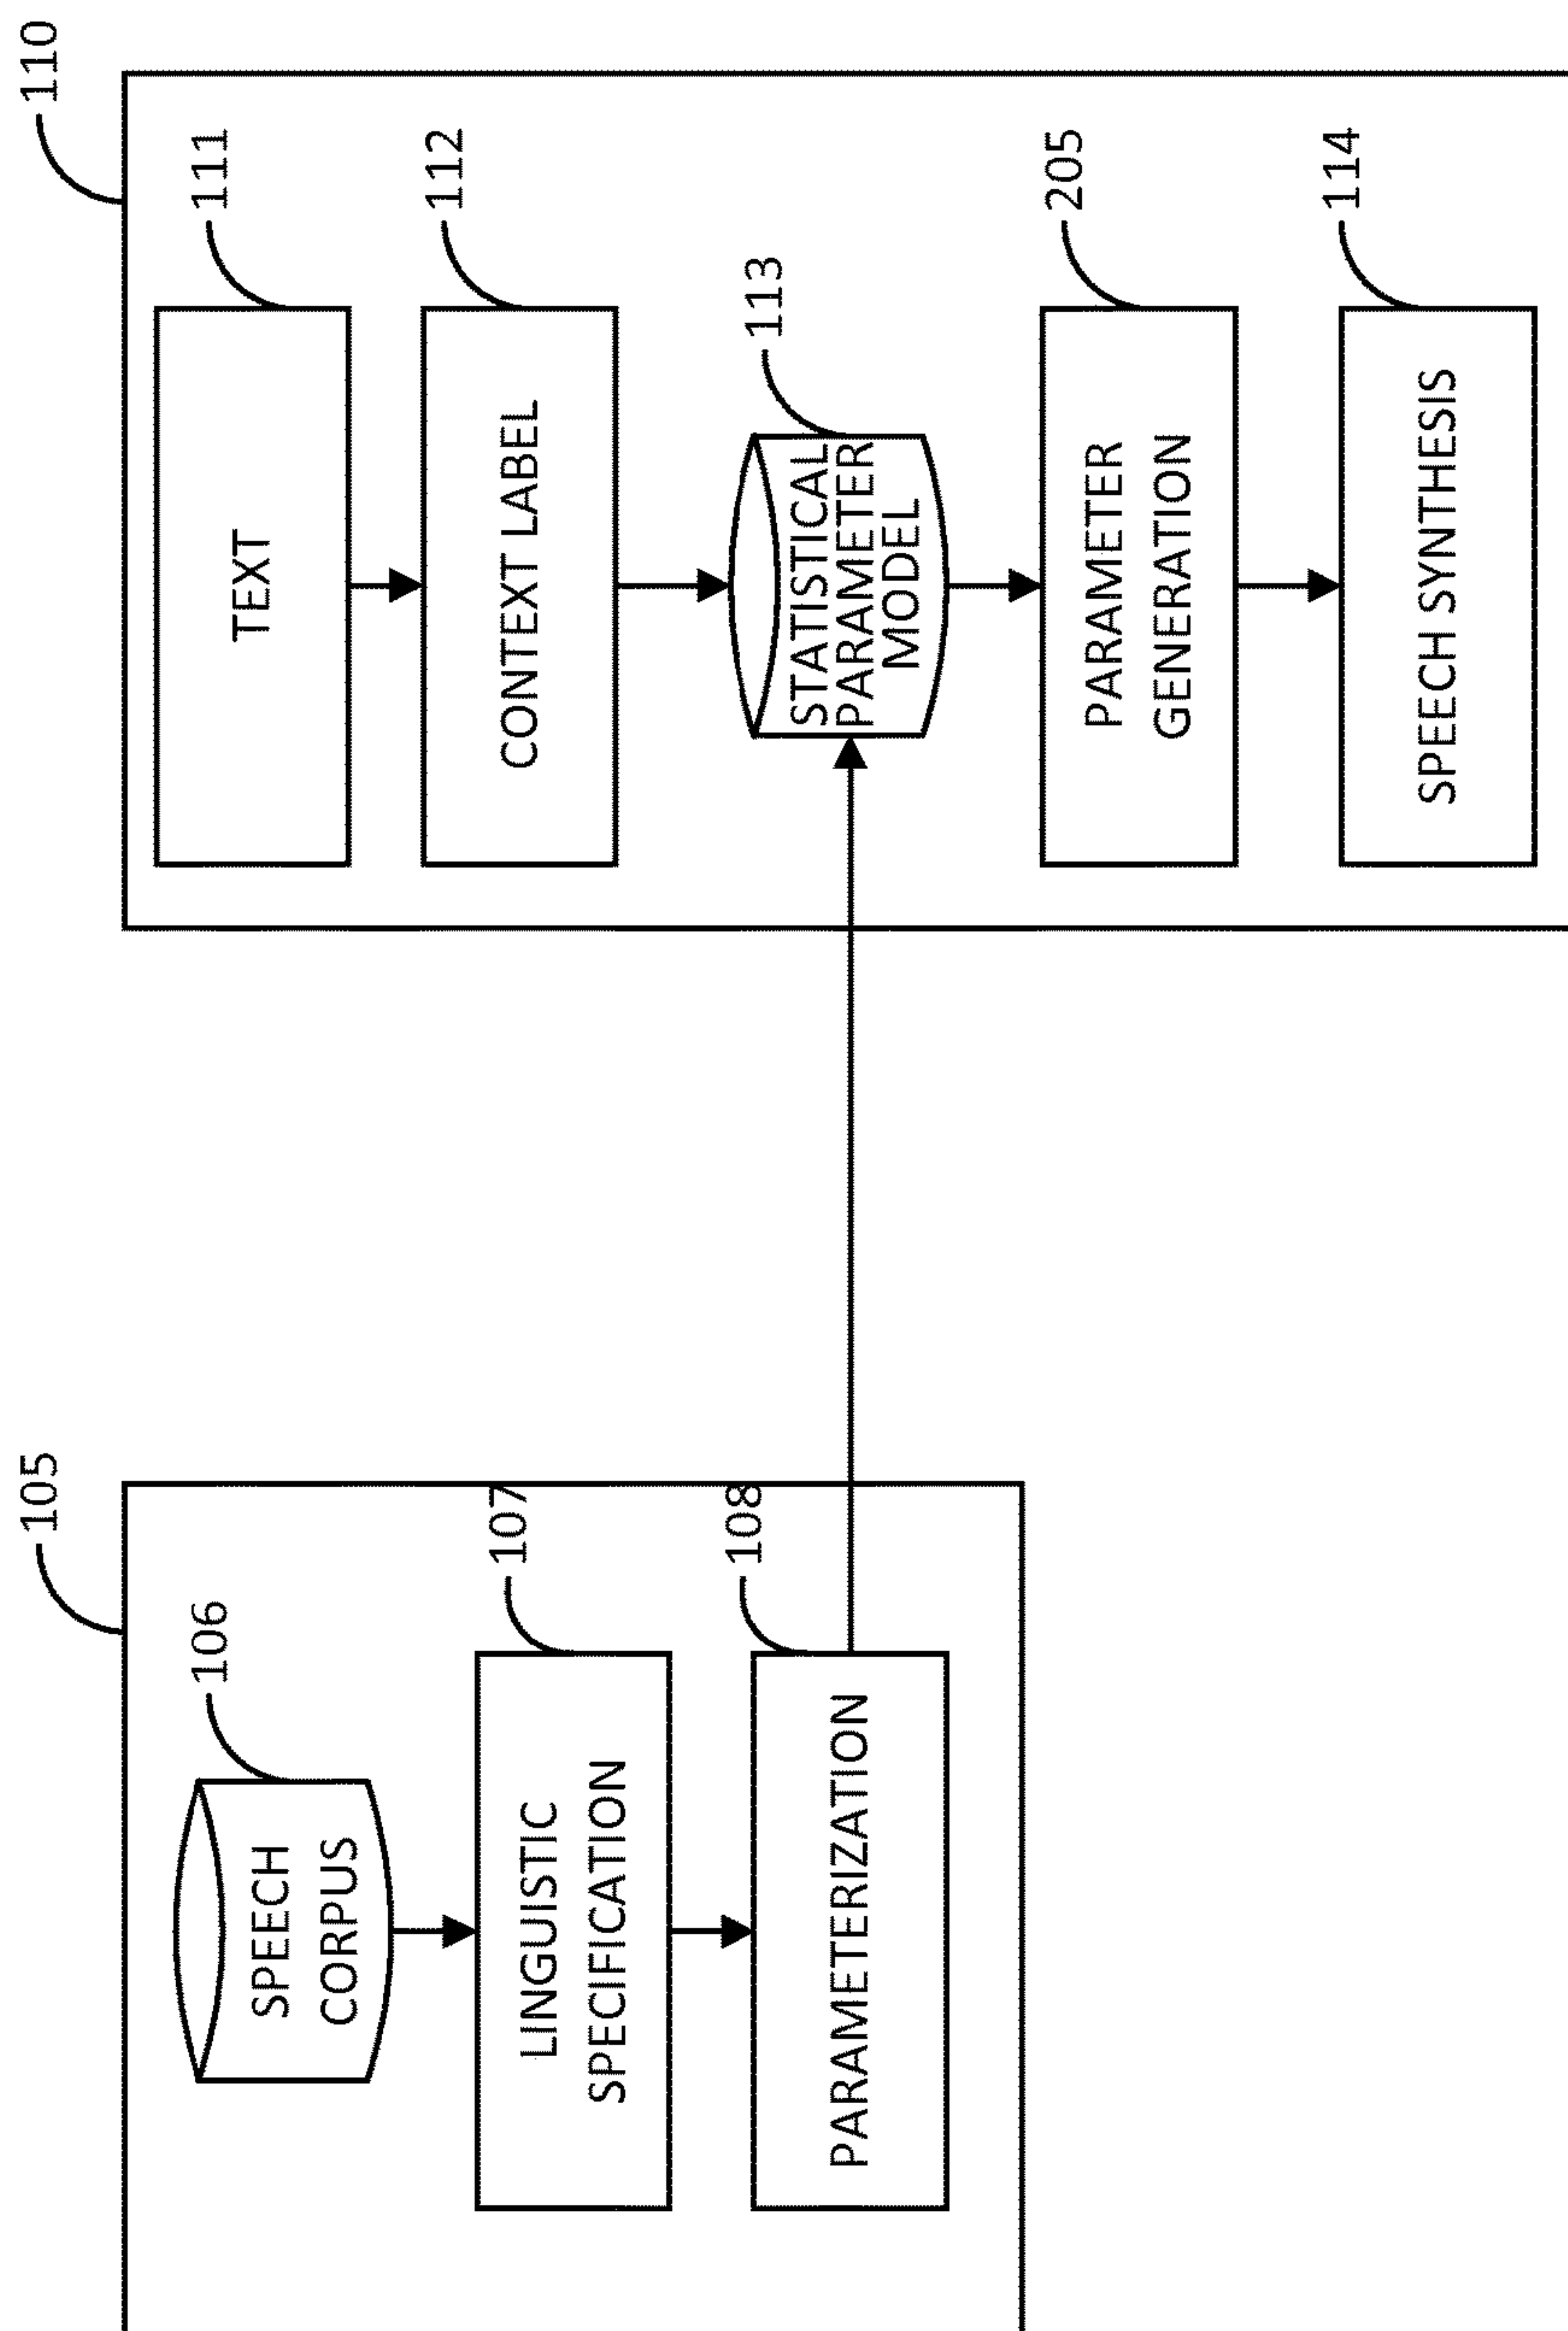 105
106
SPEECH
CORPUS
107
LINGUISTIC
SPECIFICATION
108
PARAMETERIZATION
110
111
TEXT
112
CONTEXT LABEL
113
STATISTICAL
PARAMETER
MODEL
205
PARAMETER
GENERATION
114
SPEECH SYNTHESIS